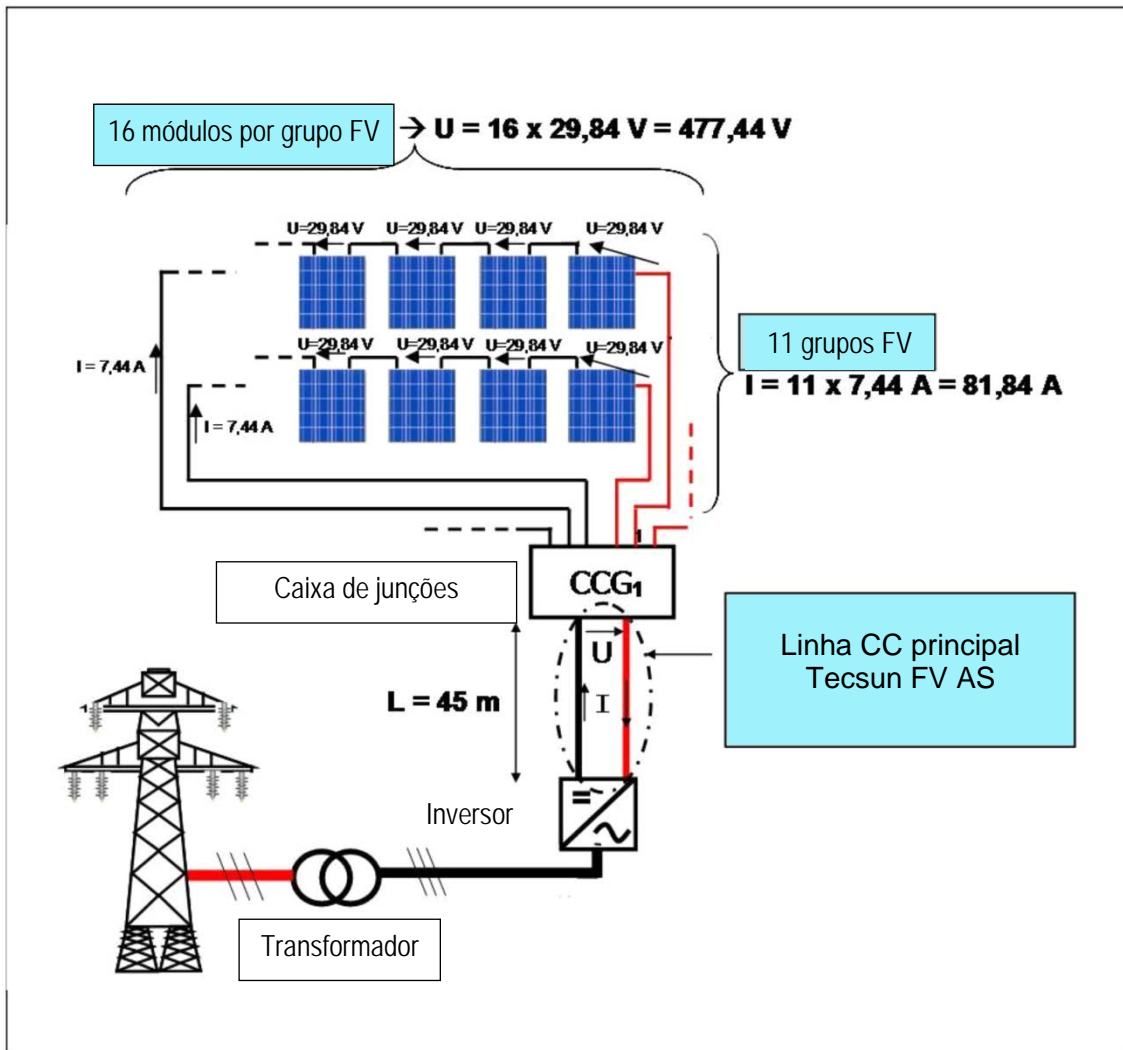 16 módulos por grupo FV → U = 16 x 29,84 V = 477,44 V
U=29,84 V U=29,84 V U=29,84 V U=29,84 V
U=29,84 V U=29,84 V U=29,84 V U=29,84 V
I = 7,44 A
I = 7,44 A
11 grupos FV
I = 11 x 7,44 A = 81,84 A
Caixa de junções
CCG1
U
I
L = 45 m
Linha CC principal
Tecsun FV AS
Inversor
Transformador